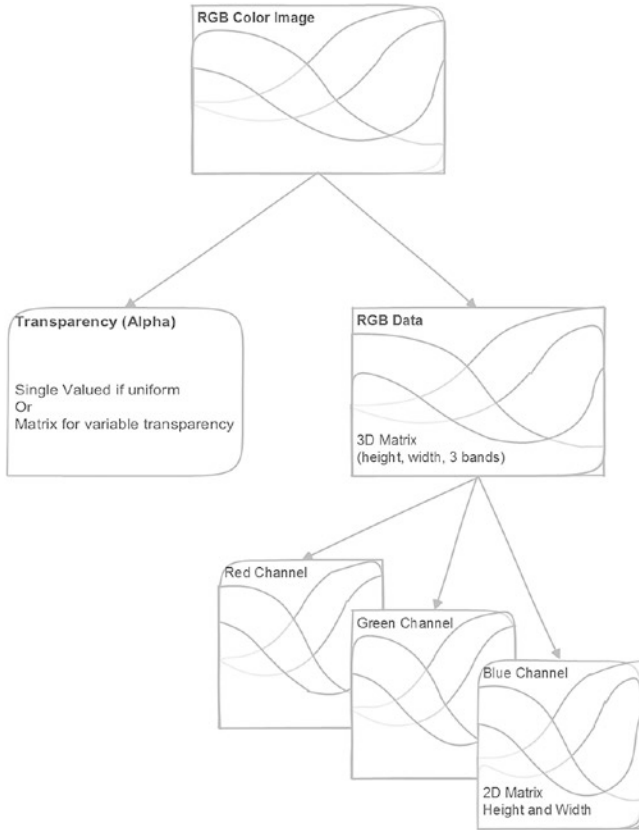 RGB Color Image
Transparency (Alpha)
Single Valued if uniform
Or
Matrix for variable transparency
RGB Data
3D Matrix
(height, width, 3 bands)
Red Channel
Green Channel
Blue Channel
2D Matrix
Height and Width